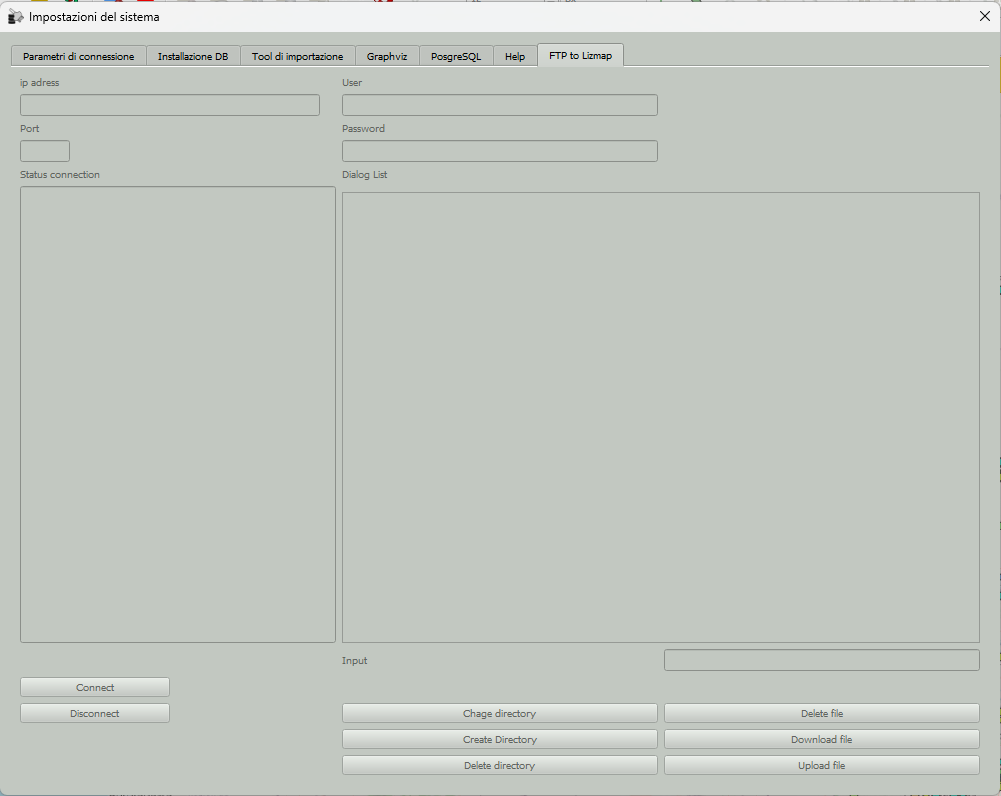 Impostazioni del sistema
Parametri di connessione Installazione DB Tool di importazione Graphviz PosgreSQL Help FTP to Lizmap
ip adress User
Port Password
Status connection Dialog List
Input
Connect
Disconnect Chage directory Delete file
Create Directory Download file
Delete directory Upload file